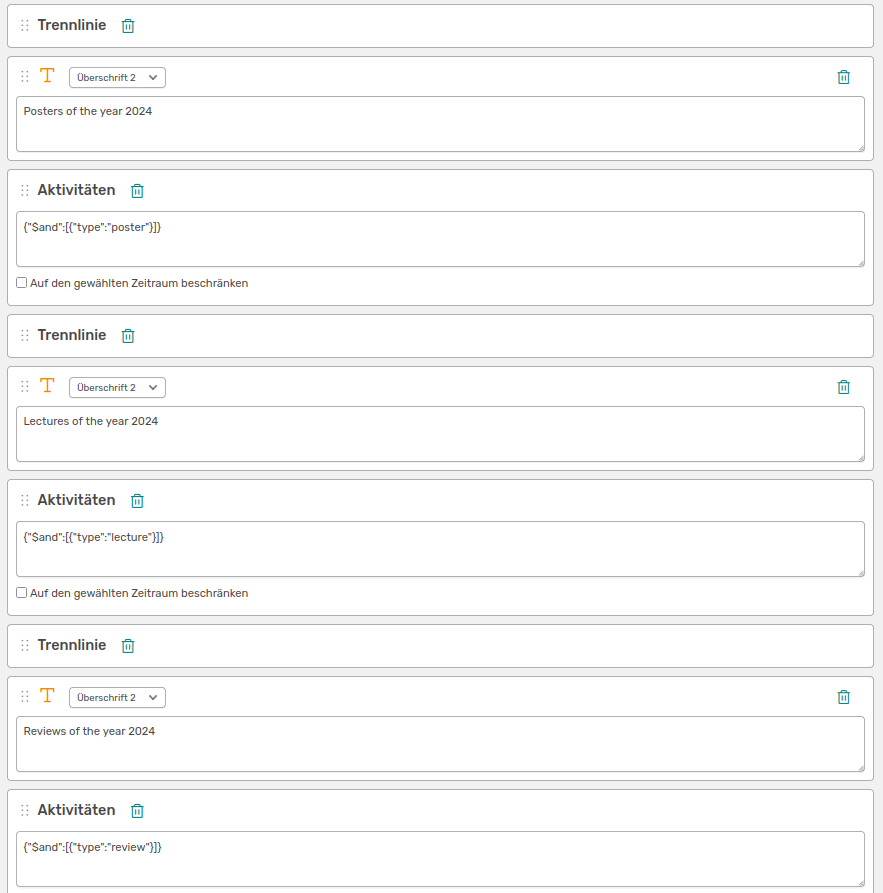 Trennlinie
Überschrift 2
Posters of the year 2024
Aktivitäten
{"$and":[{"type":"poster"}]}
Auf den gewählten Zeitraum beschränken
Trennlinie
Überschrift 2
Lectures of the year 2024
Aktivitäten
{"$and":[{"type":"lecture"}]}
Auf den gewählten Zeitraum beschränken
Trennlinie
Überschrift 2
Reviews of the year 2024
Aktivitäten
{"$and":[{"type":"review"}]}